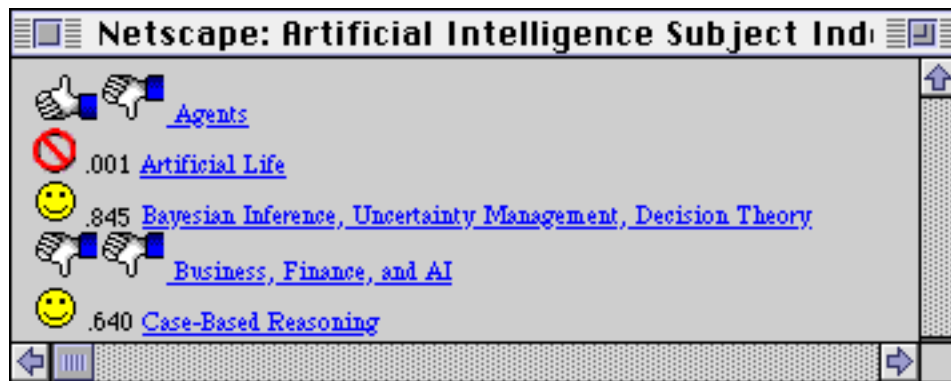 Netscape: Artificial Intelligence Subject
Agents
.001 Artificial Life
.845 Bayesian Inference, Uncertainty Management, Decision Theory
Business, Finance, and AI
.640 Case-Based Reasoning